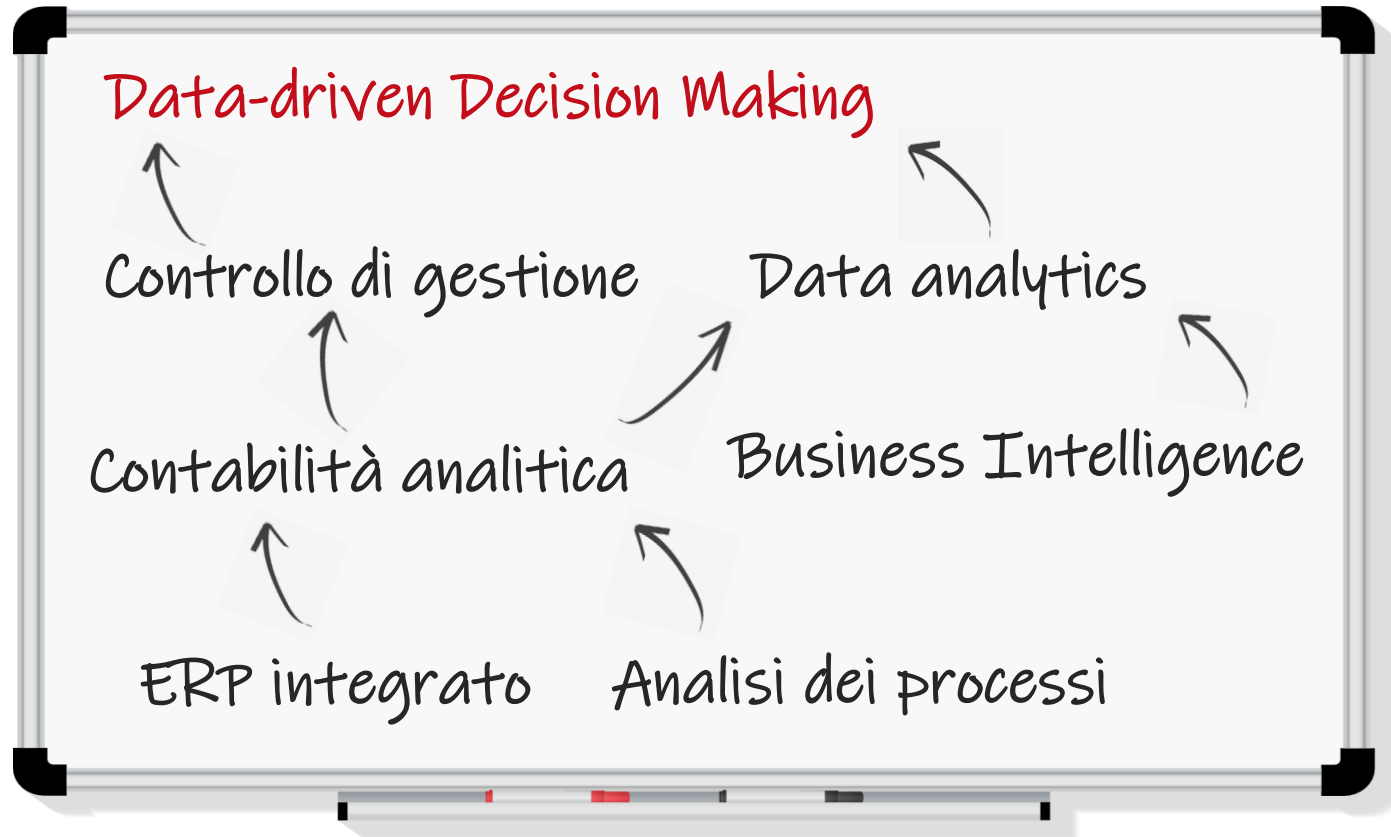 Data-driven Decision Making
Controllo di gestione
Data analytics
Contabilità analitica
Business Intelligence
ERP integrato
Analisi dei processi